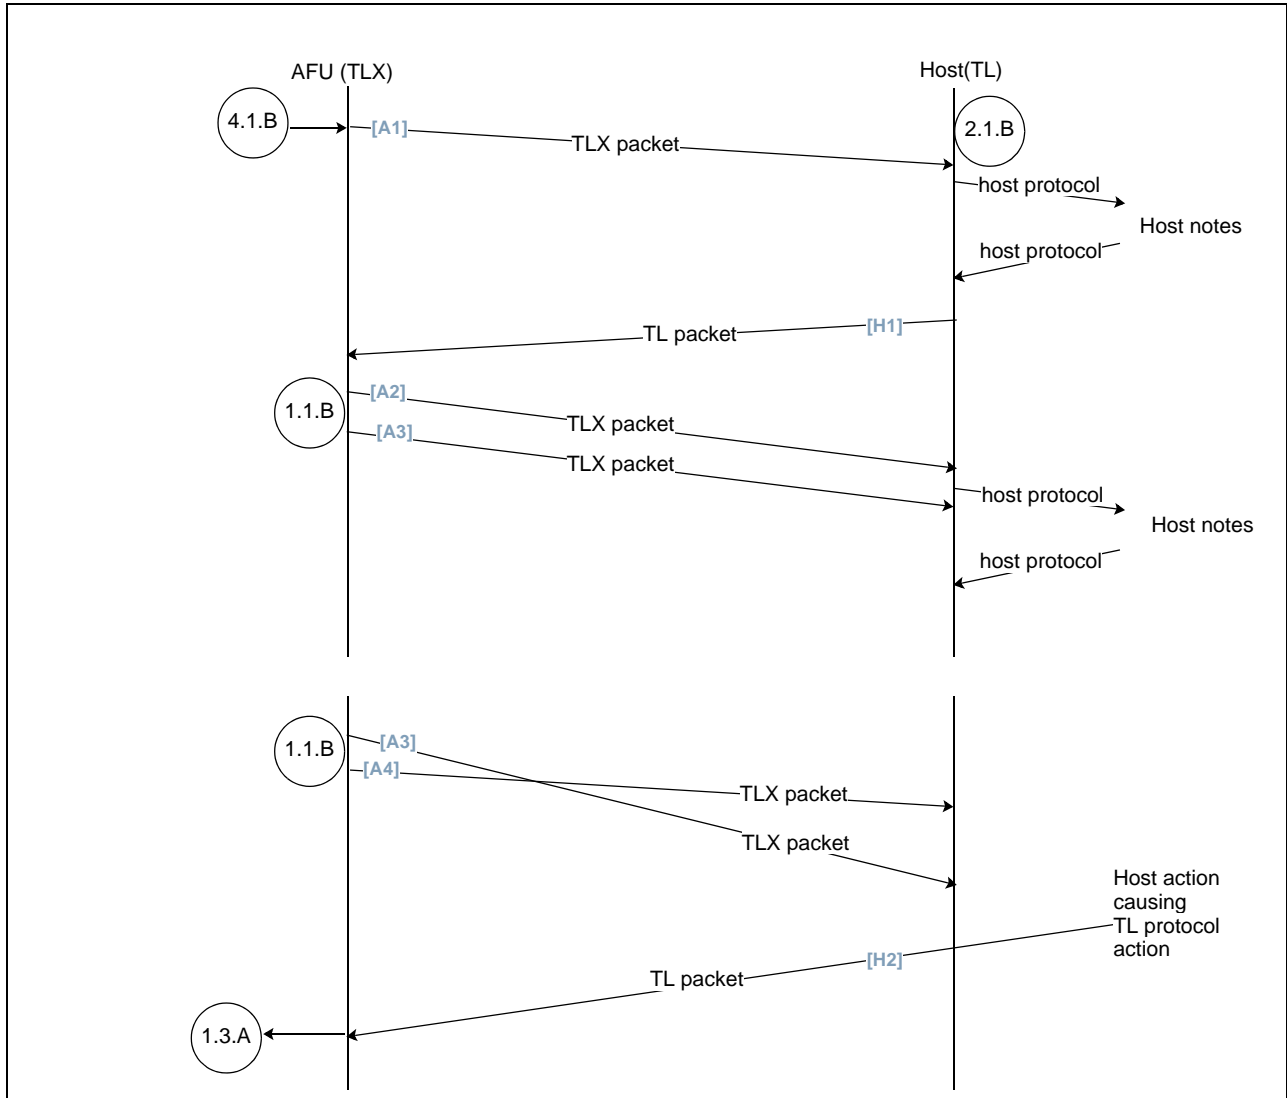 AFU (TLX)
Host(TL)
4.1.B
[A1]
TLX packet
2.1.B
host protocol
Host notes
host protocol
[H1]
TL packet
1.1.B
[A2]
TLX packet
[A3]
TLX packet
host protocol
Host notes
host protocol
1.1.B
[A3]
[A4]
TLX packet
TLX packet
Host action
causing
TL protocol
action
[H2]
TL packet
1.3.A